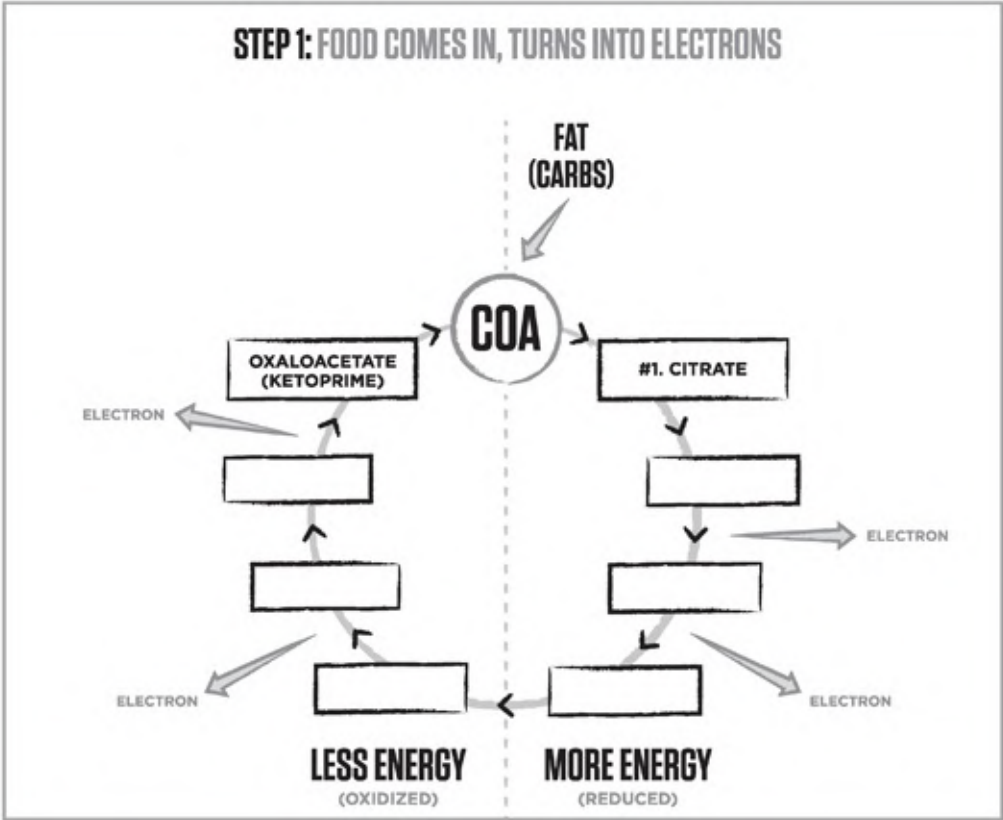 STEP 1: FOOD COMES IN, TURNS INTO ELECTRONS
FAT
(CARBS)
COA
OXALOACETATE
(KETOPRIME)
#1. CITRATE
ELECTRON
ELECTRON
ELECTRON
ELECTRON
LESS ENERGY
(OXIDIZED)
MORE ENERGY
(REDUCED)